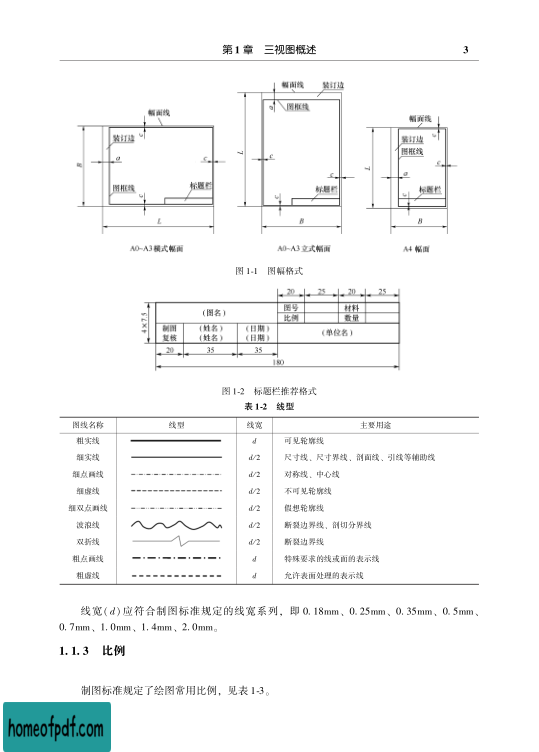 第1章 三视图概述 3
幅面线 装订边
图框线
a
幅面线
装订边
c
a
c
B
图框线
标题栏
c
L
L
c
c
标题栏
c
B
幅面线
装订边
图框线
c
c
L
a
标题栏
c
B
A0~A3横式幅面 A0~A3立式幅面 A4 幅面
图 1-1 图幅格式
20 25 20 25
(图名) 图号 材料
比例 数量
4×7.5
制图 (姓名) (日期) (单位名)
复核 (姓名) (日期)
20 35 35
180
图 1-2 标题栏推荐格式
表 1-2 线型
图线名称 线型 线宽 主要用途
粗实线 d 可见轮廓线
细实线 d/2 尺寸线、尺寸界线、剖面线、引线等辅助线
细点画线 d/2 对称线、中心线
细虚线 d/2 不可见轮廓线
细双点画线 d/2 假想轮廓线
波浪线 d/2 断裂边界线、剖切分界线
双折线 d/2 断裂边界线
粗点画线 d 特殊要求的线或面的表示线
粗虚线 d 允许表面处理的表示线
线宽(d)应符合制图标准规定的线宽系列，即 0.18mm、0.25mm、0.35mm、0.5mm、
0.7mm、1.0mm、1.4mm、2.0mm。
1.1.3 比例
制图标准规定了绘图常用比例，见表 1-3。
homeofpdf.com